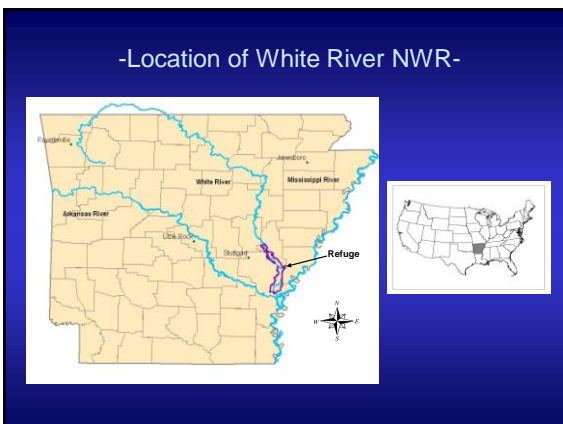 -Location of White River NWR-
Fayetteville
Jonesboro
White River
Mississippi River
Arkansas River
Little Rock
Stuttgart
Refuge
N
W E
S